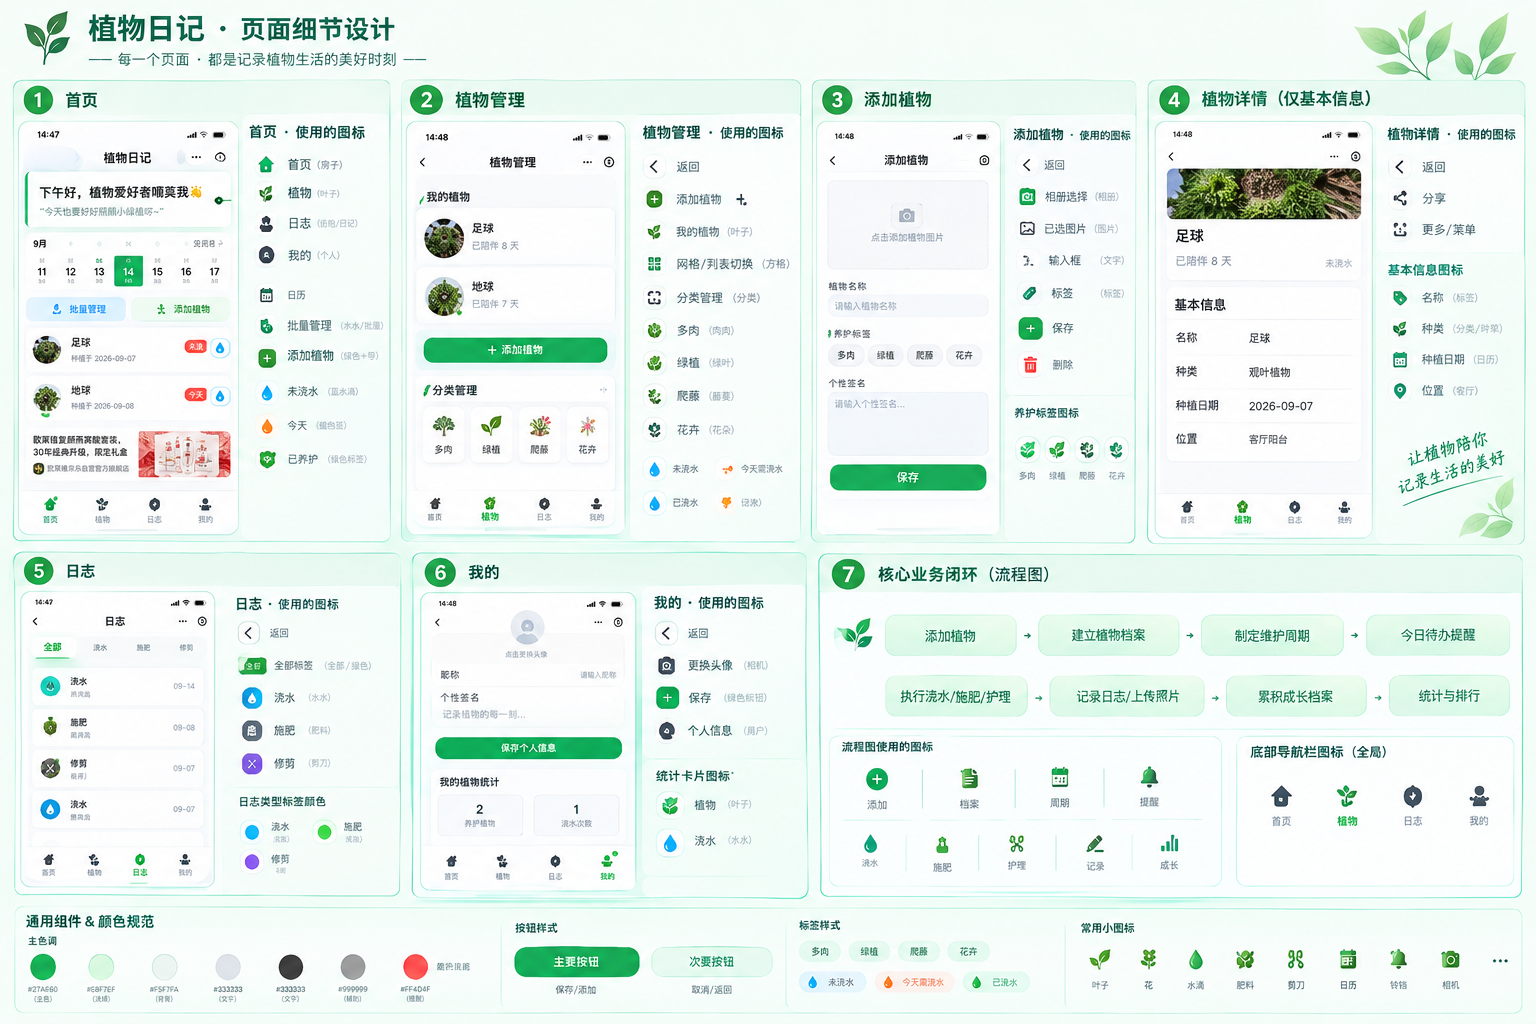 植物日记 · 页面细节设计
—— 每一个页面 · 都是记录植物生活的美好时刻 ——
1 首页
14:47
植物日记
下午好，植物爱好者
9月
11 12 13 14 15 16 17
批量管理
添加植物
足球
种植于 2026-09-07
地球
今天
种植于 2026-09-08
首页 植物 日志 我的
首页 · 使用的图标
首页（房子）
植物（叶子）
日志
我的（个人）
日历
批量管理
添加植物
未浇水
今天
已养护
2 植物管理
14:48
植物管理
我的植物
足球
已陪伴 8 天
地球
已陪伴 7 天
+ 添加植物
分类管理
多肉 绿植 爬藤 花卉
首页 植物 日志 我的
植物管理 · 使用的图标
返回
添加植物
我的植物（叶子）
网格/列表切换（方格）
分类管理（分类）
多肉
绿植
爬藤
花卉（花朵）
未浇水
今天需浇水
已浇水
3 添加植物
14:48
添加植物
点击添加植物图片
植物名称
请输入植物名称
养护标签
多肉 绿植 爬藤 花卉
个性签名
请输入个性签名...
保存
添加植物 · 使用的图标
返回
相册选择（相册）
已选图片（图片）
输入框（文字）
标签（标签）
保存
删除
养护标签图标
多肉 绿植 爬藤 花卉
4 植物详情（仅基本信息）
14:48
足球
已陪伴 8 天
未浇水
基本信息
名称 足球
种类 观叶植物
种植日期 2026-09-07
位置 客厅阳台
首页 植物 日志 我的
植物详情 · 使用的图标
返回
分享
更多/菜单
基本信息图标
名称（标签）
种类
种植日期（日历）
位置（客厅）
让植物陪你
记录生活的美好
5 日志
14:47
日志
全部 浇水 施肥 修剪
浇水
09-14
施肥
09-08
修剪
09-07
浇水
09-07
首页 植物 日志 我的
日志 · 使用的图标
返回
全部标签
浇水（水水）
施肥（肥料）
修剪（剪刀）
日志类型标签颜色
浇水
施肥
修剪
6 我的
14:48
点击更换头像
昵称
请输入昵称
个性签名
记录植物的每一刻...
保存个人信息
我的植物统计
2
养护植物
1
浇水次数
首页 植物 日志 我的
我的 · 使用的图标
返回
更换头像（相机）
保存
个人信息
统计卡片图标
植物（叶子）
浇水（水水）
7 核心业务闭环（流程图）
添加植物 → 建立植物档案 → 制定维护周期 → 今日待办提醒
执行浇水/施肥/护理 → 记录日志/上传照片 → 累积成长档案 → 统计与排行
流程图使用的图标
添加 档案 周期 提醒
浇水 施肥 护理 记录 成长
底部导航栏图标（全局）
首页 植物 日志 我的
通用组件 & 颜色规范
主色调
#27AE60
#E8F7EF
#F5F7FA
#333333
#333333
#999999
#FF4D4F
（文字）
（文字）
（辅助）
按钮样式
主要按钮
次要按钮
保存/添加
取消/返回
标签样式
多肉 绿植 爬藤 花卉
未浇水 今天需浇水 已浇水
常用小图标
叶子 花 水滴 肥料 剪刀 日历 铃铛 相机 ...